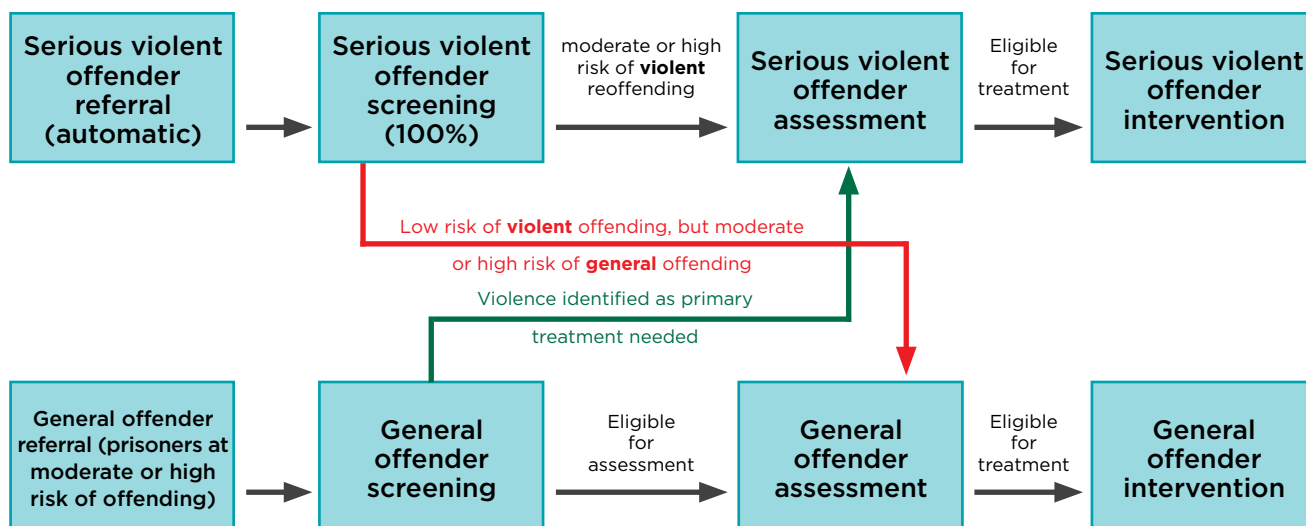 Serious violent
offender
referral
(automatic)
Serious violent
offender
screening
(100%)
moderate or high
risk of violent
reoffending
Serious violent
offender
assessment
Eligible
for
treatment
Serious violent
offender
intervention
Low risk of violent offending, but moderate
or high risk of general offending
Violence identified as primary
treatment needed
General offender
referral (prisoners at
moderate or high
risk of offending)
General
offender
screening
Eligible
for
assessment
General
offender
assessment
Eligible
for
treatment
General
offender
intervention